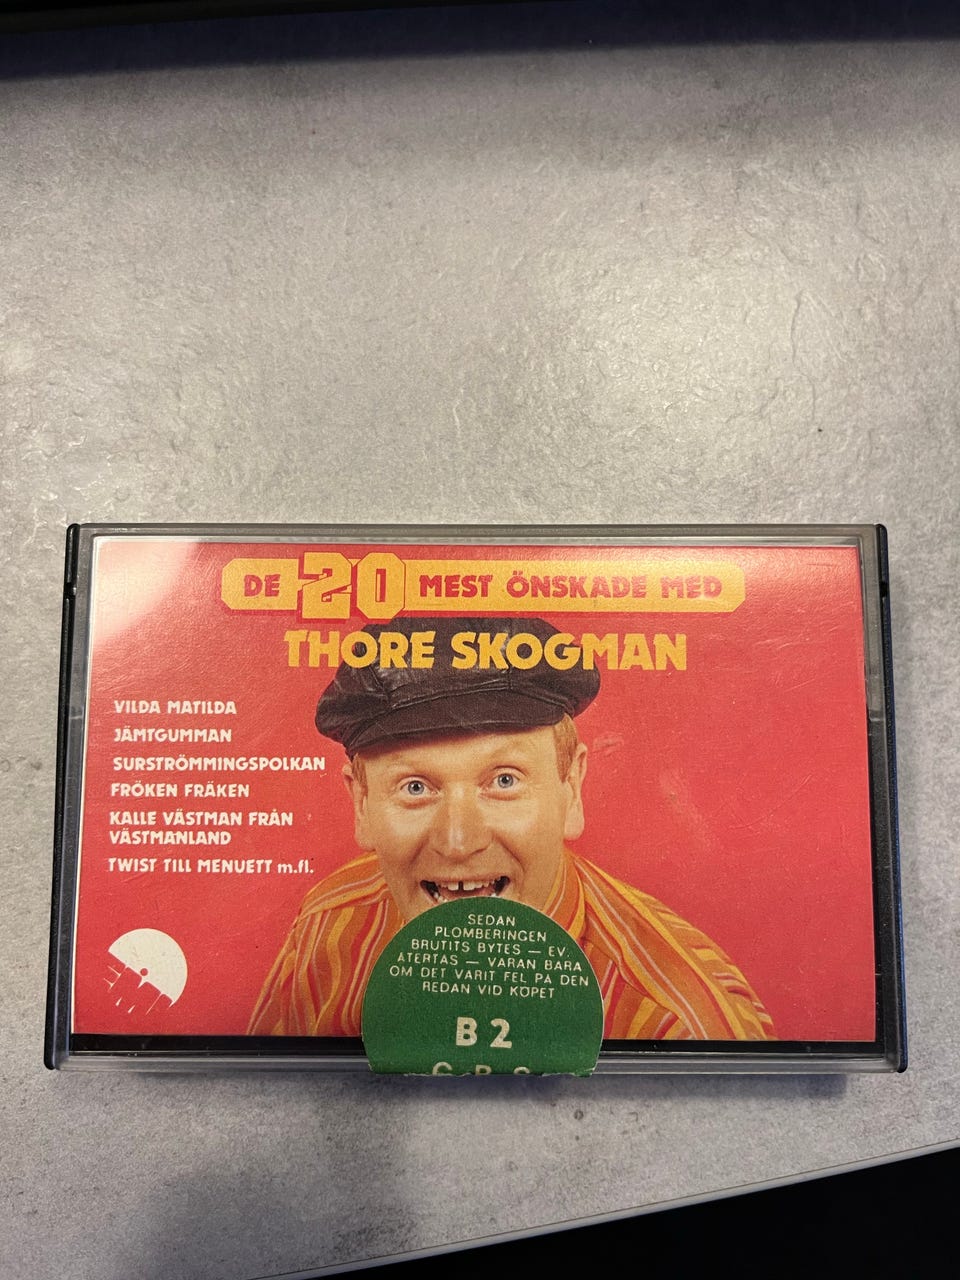 DE 20 MEST ÖNSKADE MED
THORE SKOGMAN
VILDA MATILDA
JÄMTGUMMAN
SURSTRÖMMINGSPOLKAN
FRÖKEN FRÄKEN
KALLE VÄSTMAN FRÅN
VÄSTMANLAND
TWIST TILL MENUETT m.fl.
SEDAN
PLOMBERINGEN
BRUTITS BYTES — EV.
ÅTERTAS — VARAN BARA
OM DET VARIT FEL PÅ DEN
REDAN VID KÖPET
B 2